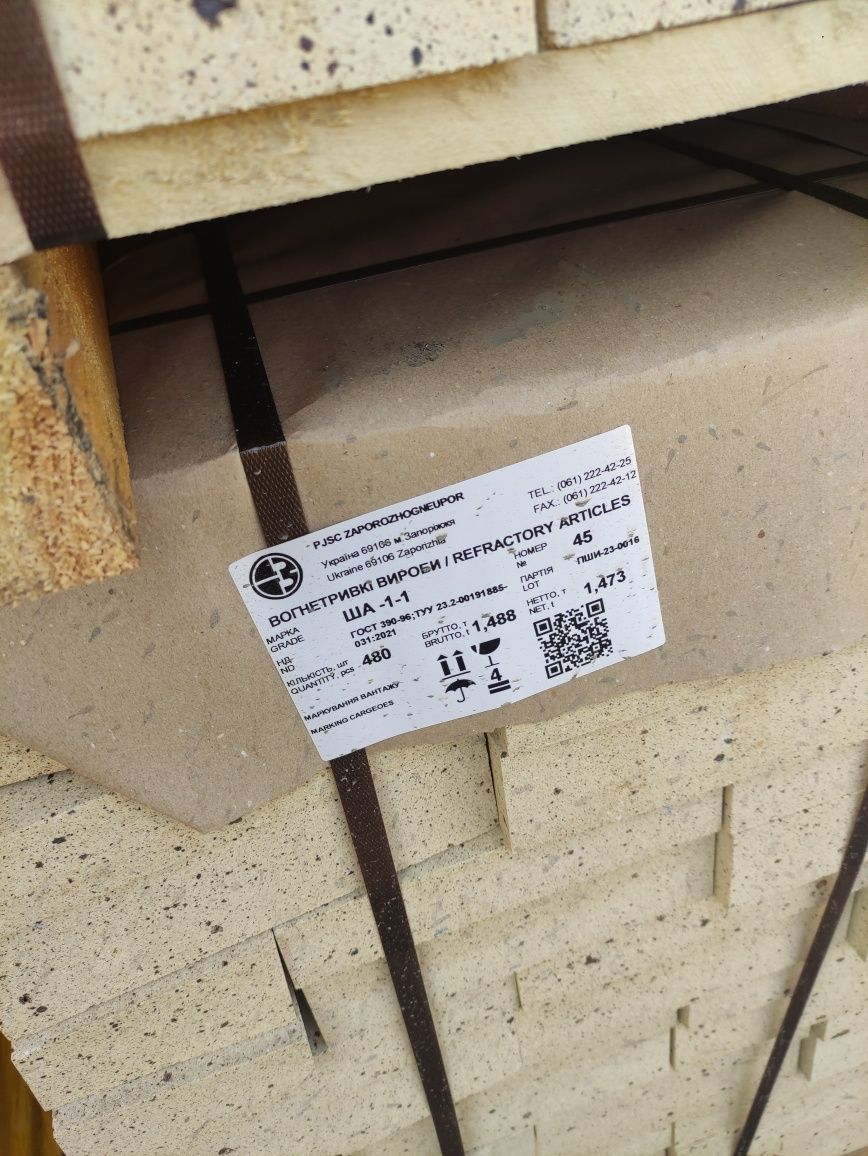 PJSC ZAPOROZHOGNEUPOR
Україна 69106 м.Запоріжжя
Ukraine 69106 Zaporizhia
TEL.: (061) 222-42-25
FAX.: (061) 222-42-12
ВОГНЕТРИВКІ ВИРОБИ / REFRACTORY ARTICLES
МАРКА
GRADE
ША -1-1
НОМЕР
№
45
НД-
ND
ГОСТ 390-96;ТУУ 23.2-00191885-
031:2021
ПАРТІЯ
LOT
ПШИ-23-0016
КІЛЬКІСТЬ, шт
QUANTITY, pcs
480
БРУТТО, т
BRUTTO, t
1,488
НЕТТО, т
NET, t
1,473
МАРКУВАННЯ ВАНТАЖУ
MARKING CARGEOES
4